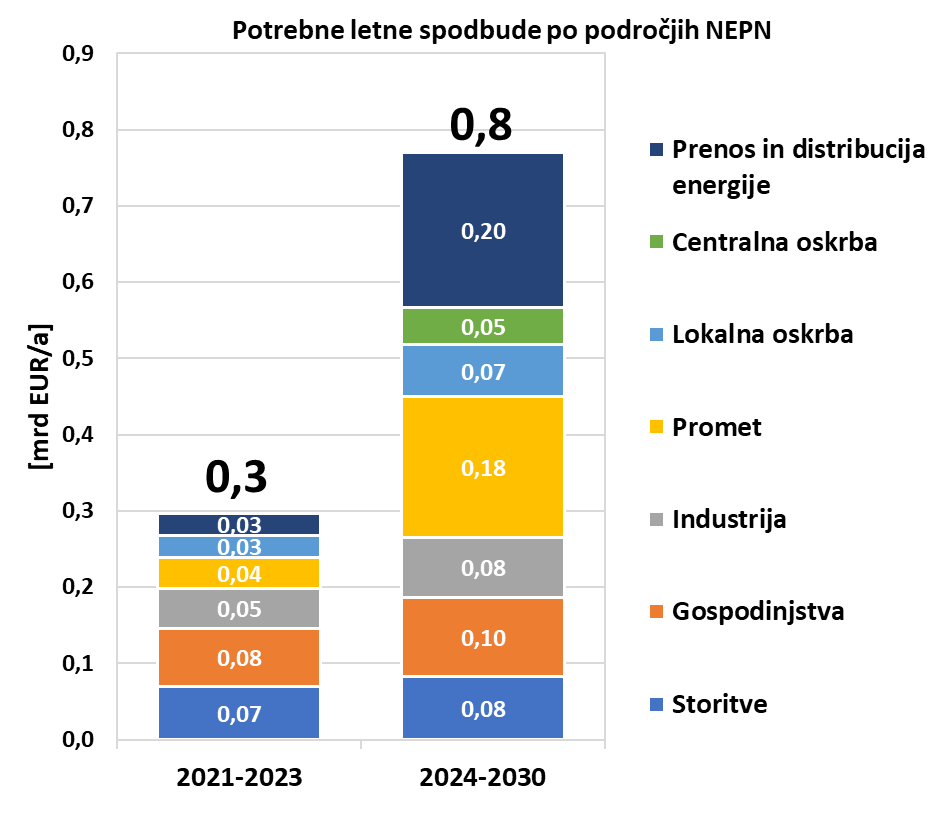 Potrebne letne spodbude po področjih NEPN
[mrd EUR/a]
0,9
0,8
0,7
0,6
0,5
0,4
0,3
0,2
0,1
0,0
0,3
0,03
0,03
0,04
0,05
0,08
0,07
0,8
0,20
0,05
0,07
0,18
0,08
0,10
0,08
2021-2023
2024-2030
Prenos in distribucija
energije
Centralna oskrba
Lokalna oskrba
Promet
Industrija
Gospodinjstva
Storitve